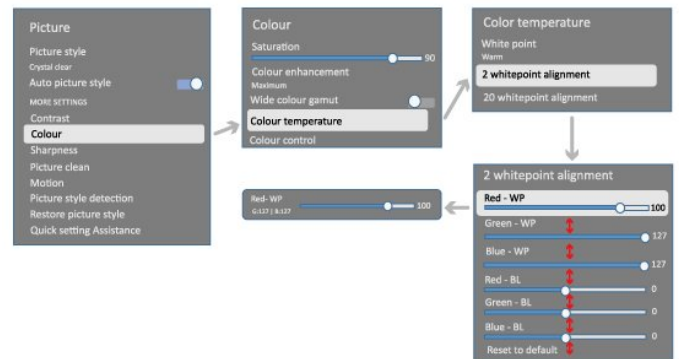 Picture
Picture style
Crystal clear
Auto picture style
MORE SETTINGS
Contrast
Colour
Sharpness
Picture clean
Motion
Picture style detection
Restore picture style
Quick setting Assistance
Colour
Saturation
90
Colour enhancement
Maximum
Wide colour gamut
Colour temperature
Colour control
Color temperature
White point
Warm
2 whitepoint alignment
20 whitepoint alignment
2 whitepoint alignment
Red - WP
100
Green - WP
127
Blue - WP
127
Red - BL
0
Green - BL
0
Blue - BL
Reset to default
Red- WP
G:127 | B:127
100